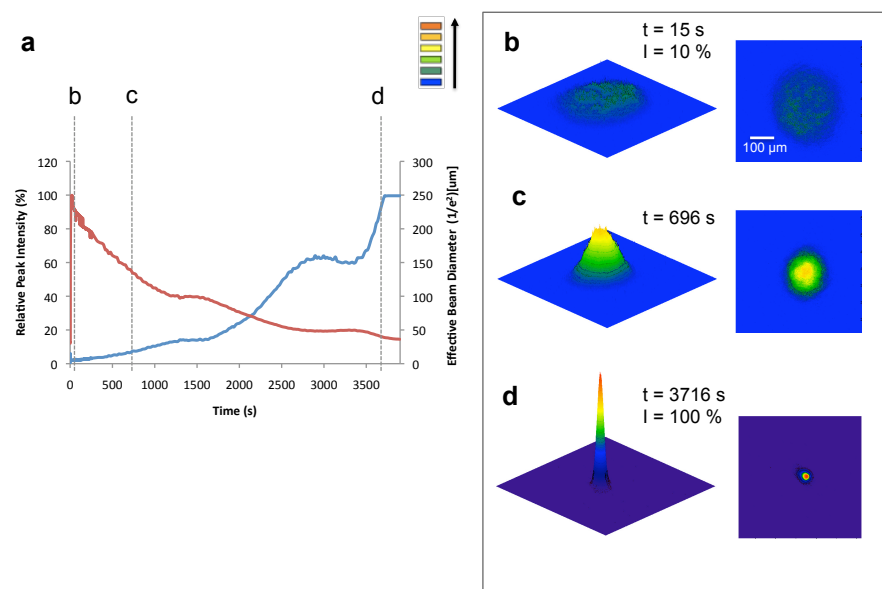 a
b
c
d
120
100
80
60
40
20
0
Relative Peak Intensity (%)
300
250
200
150
100
50
0
Effective Beam Diameter (1/e²)[um]
0
500
1000
1500
2000
2500
3000
3500
Time (s)
b
t = 15 s
I = 10 %
100 µm
c
t = 696 s
d
t = 3716 s
I = 100 %